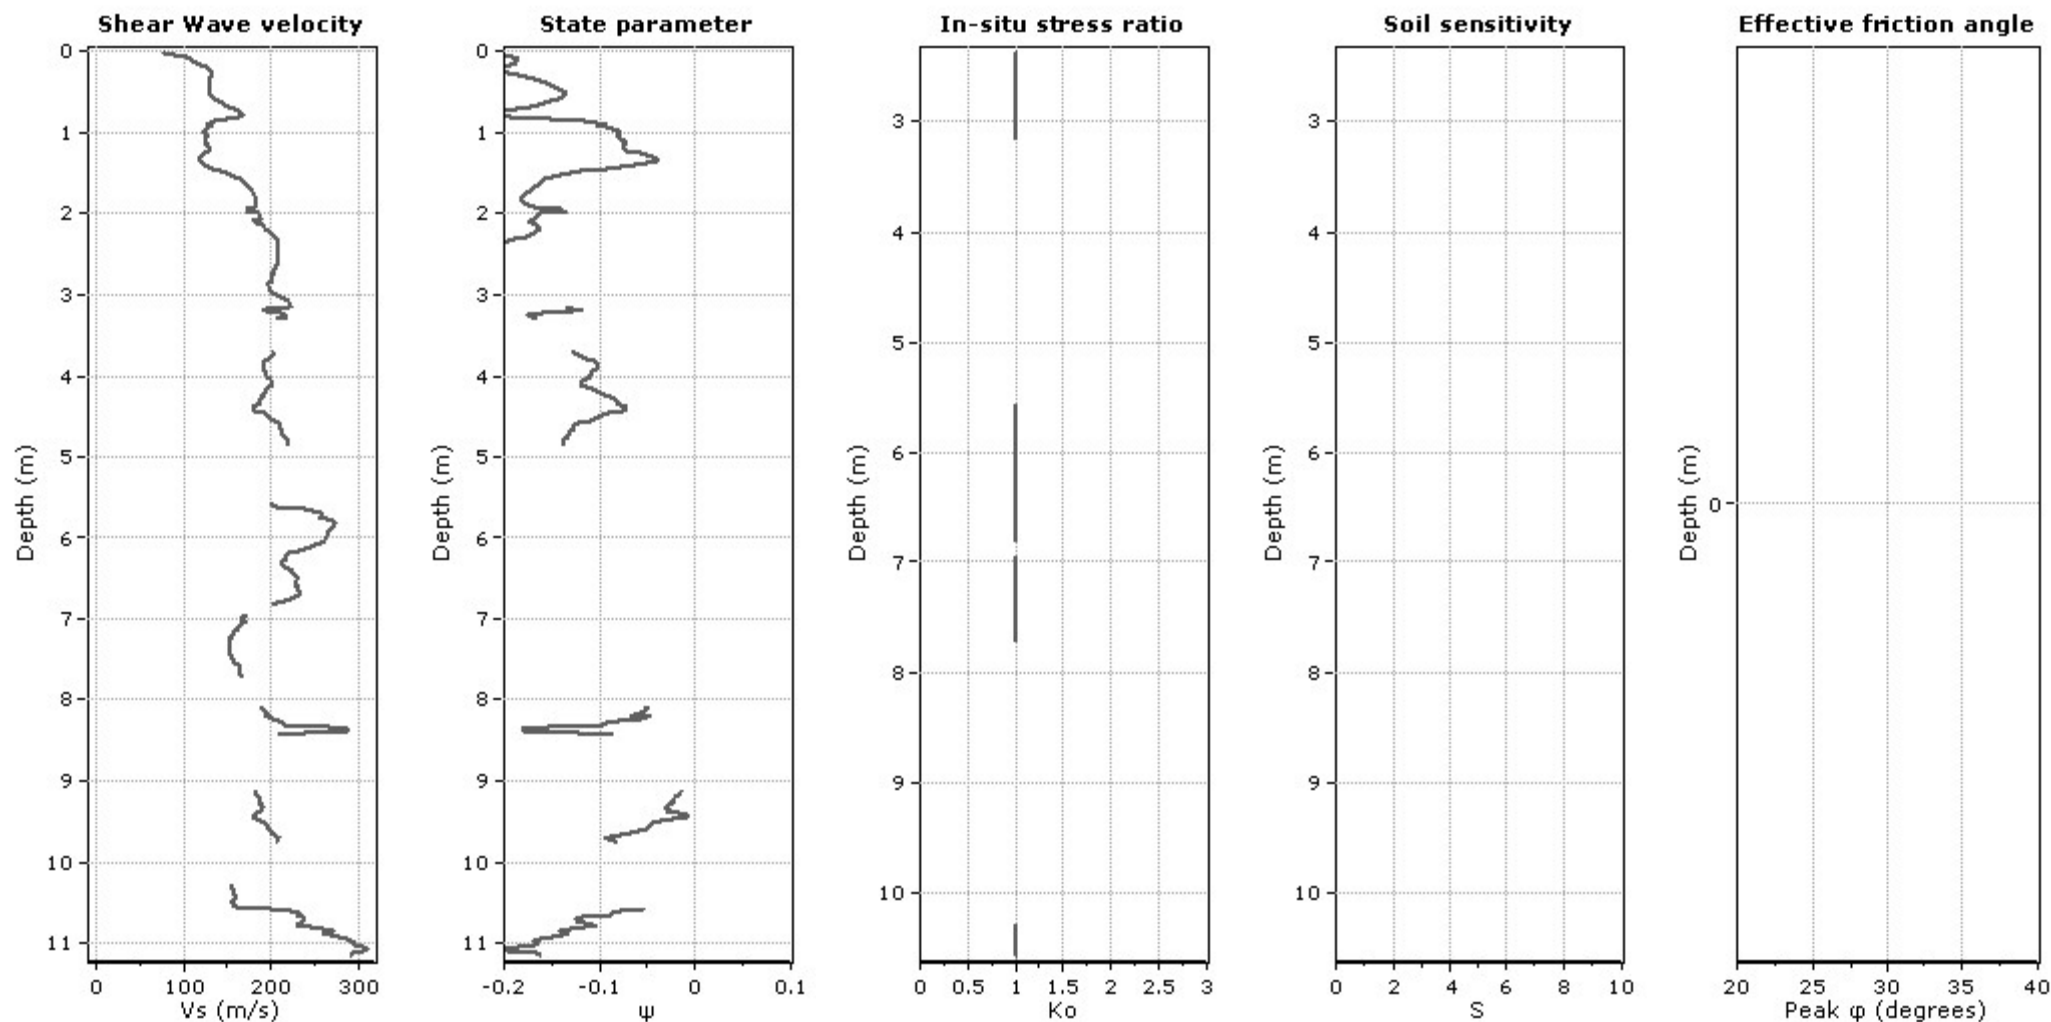 Shear Wave velocity
State parameter
In-situ stress ratio
Soil sensitivity
Effective friction angle
0
1
2
3
4
5
6
7
8
9
10
11
Depth (m)
0 100 200 300
Vs (m/s)
0
1
2
3
4
5
6
7
8
9
10
11
Depth (m)
-0.2 -0.1 0 0.1
ψ
3
4
5
6
7
8
9
10
Depth (m)
0 0.5 1 1.5 2 2.5 3
Ko
3
4
5
6
7
8
9
10
Depth (m)
0 2 4 6 8 10
S
0
Depth (m)
20 25 30 35 40
Peak φ (degrees)